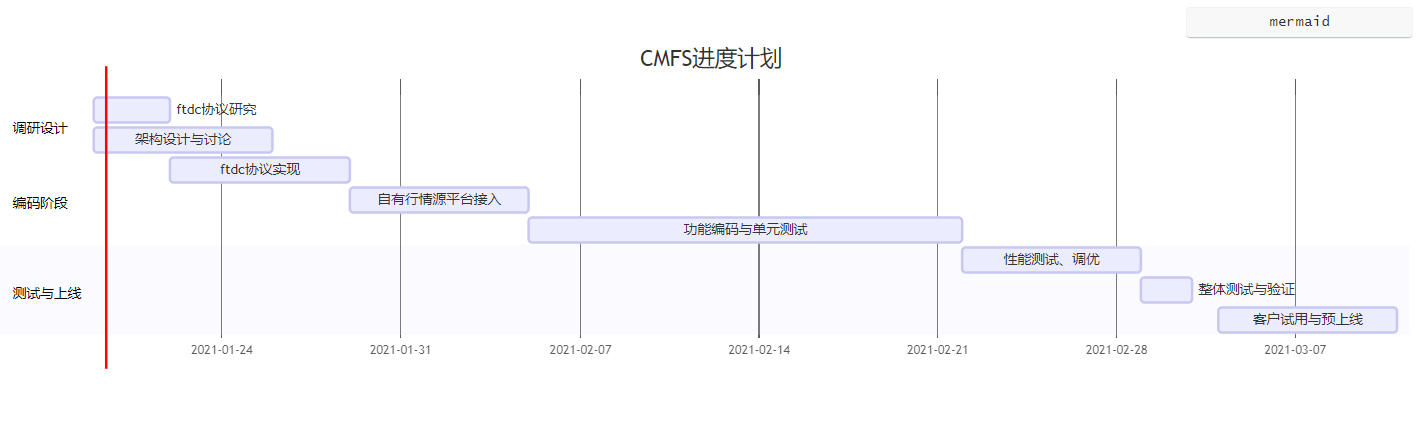 mermaid
CMFS进度计划
调研设计
ftdc协议研究
架构设计与讨论
编码阶段
ftdc协议实现
自有行情源平台接入
功能编码与单元测试
测试与上线
性能测试、调优
整体测试与验证
客户试用与预上线
2021-01-24
2021-01-31
2021-02-07
2021-02-14
2021-02-21
2021-02-28
2021-03-07